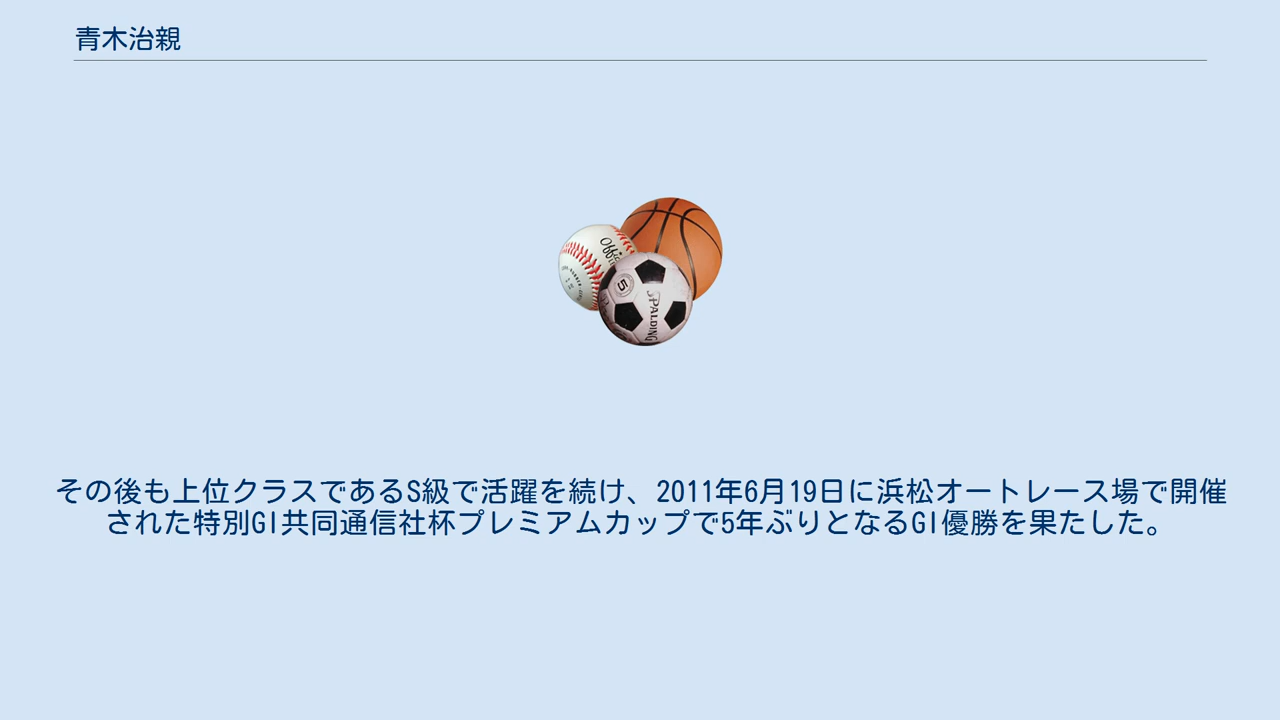 青木治親
Offic
5
SPALDING
その後も上位クラスであるS級で活躍を続け、2011年6月19日に浜松オートレース場で開催
された特別GI共同通信社杯プレミアムカップで5年ぶりとなるGI優勝を果たした。